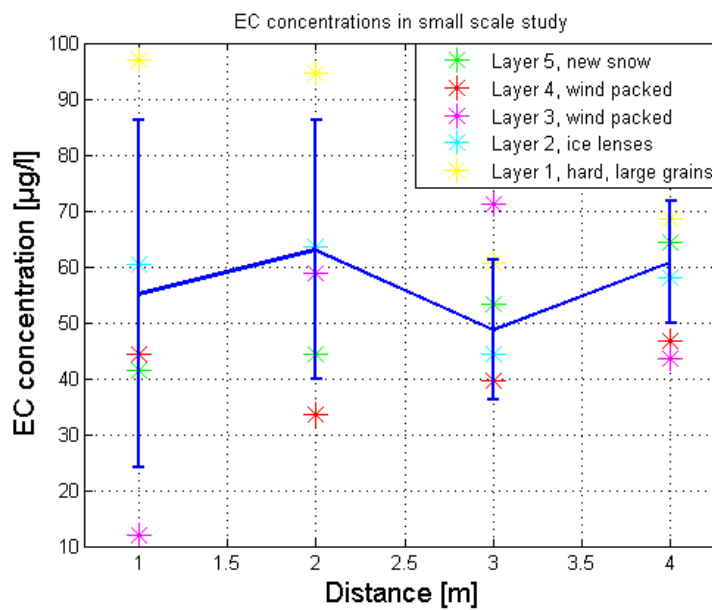 EC concentrations in small scale study
100
90
80
70
60
50
40
30
20
10
EC concentration [µg/l]
Layer 5, new snow
Layer 4, wind packed
Layer 3, wind packed
Layer 2, ice lenses
Layer 1, hard, large grains
1 1.5 2 2.5 3 3.5 4
Distance [m]